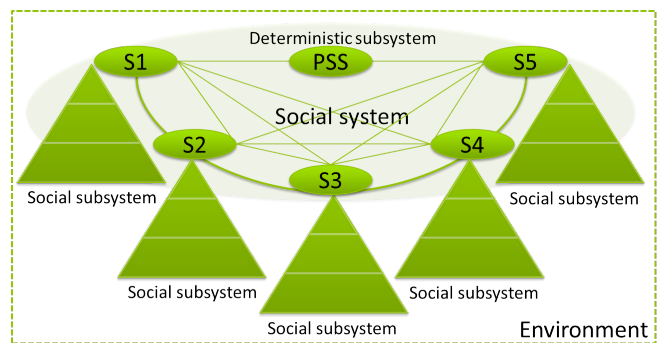 Deterministic subsystem
S1
PSS
S5
Social system
S2
S4
S3
Social subsystem
Social subsystem
Social subsystem
Social subsystem
Social subsystem
Environment